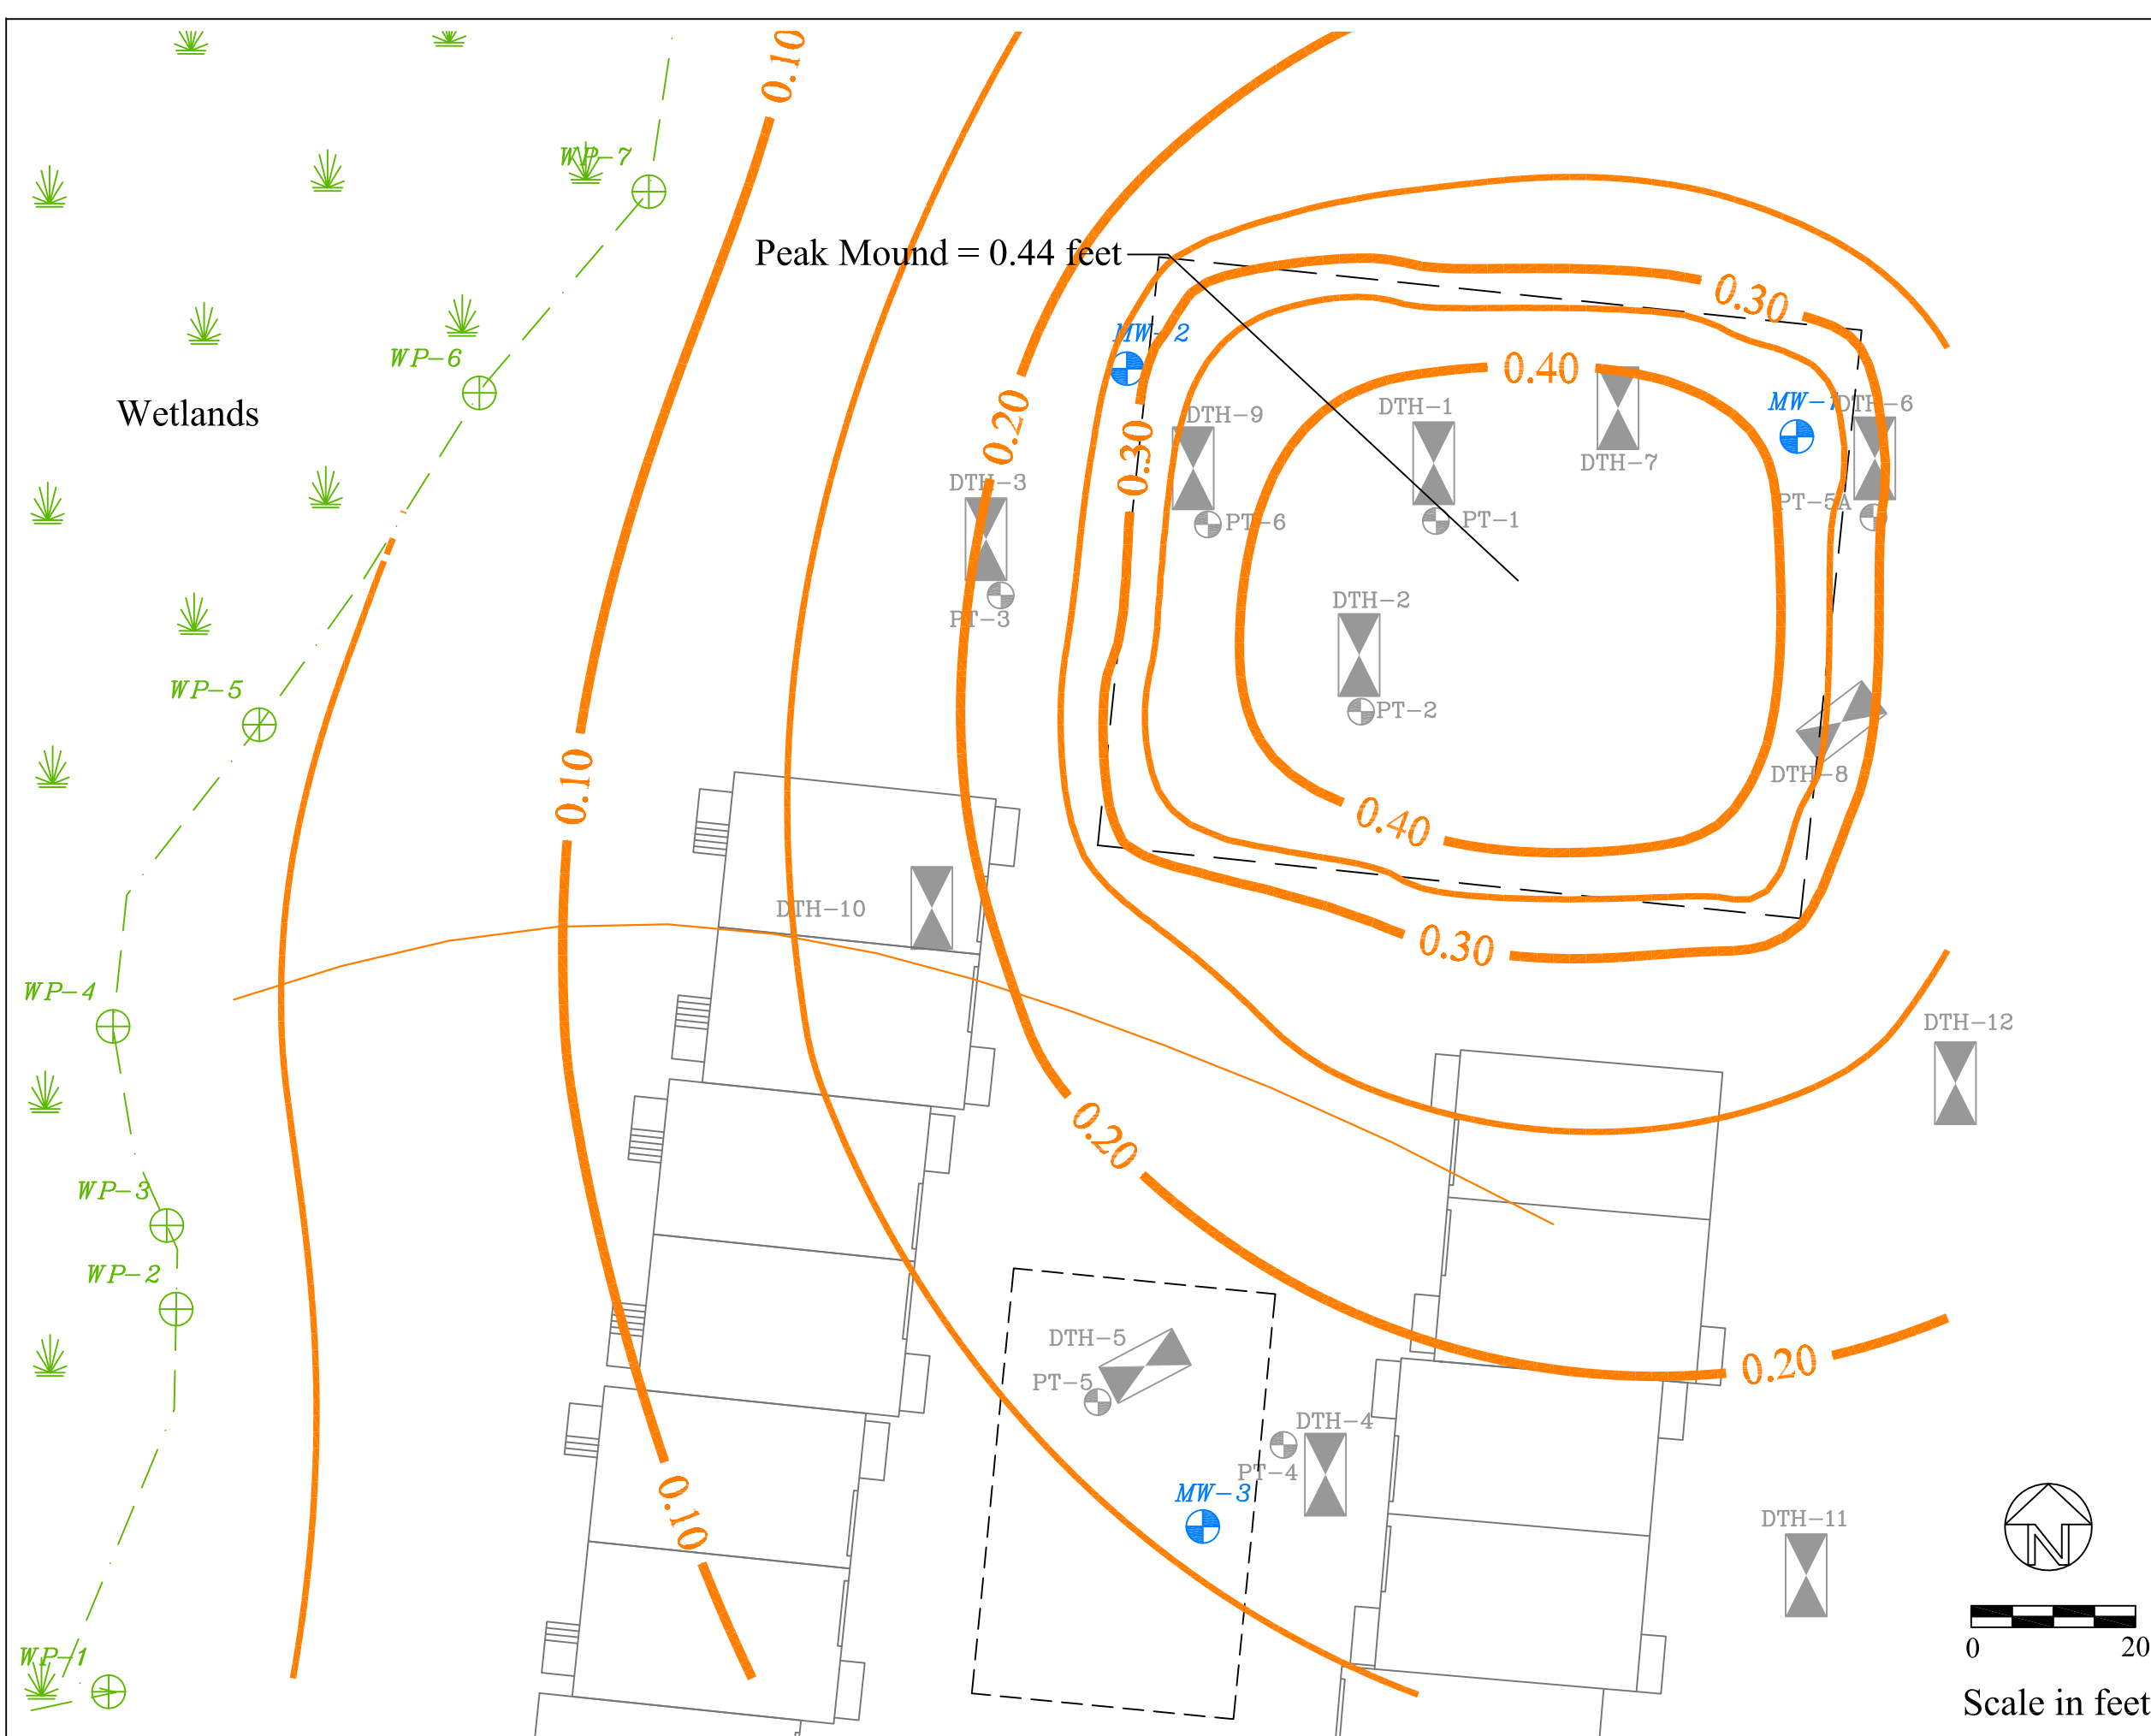 0.10
WP-7
Peak Mound = 0.44 feet
0.30
MW-2
WP-6
0.40
Wetlands
0.20
DTH-9
DTH-1
MW-1
DTH-6
0.30
DTH-7
DTH-3
PT-6
PT-1
PT-5A
DTH-2
PT-3
WP-5
PT-2
0.10
DTH-8
0.40
DTH-10
0.30
WP-4
DTH-12
0.20
WP-3
WP-2
DTH-5
0.20
PT-5
DTH-4
PT-4
MW-3
0.10
DTH-11
N
WP-1
0 20
Scale in feet